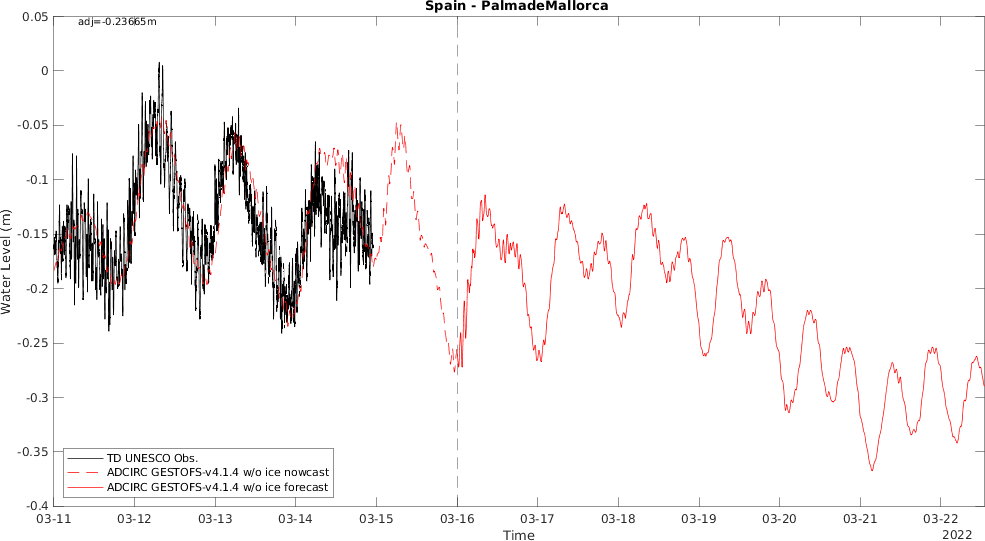 Spain - PalmadeMallorca
adj=-0.23665m
0.05
0
-0.05
-0.1
-0.15
-0.2
-0.25
-0.3
-0.35
-0.4
Water Level (m)
TD UNESCO Obs.
ADCIRC GESTOFS-v4.1.4 w/o ice nowcast
ADCIRC GESTOFS-v4.1.4 w/o ice forecast
03-11 03-12 03-13 03-14 03-15 03-16 03-17 03-18 03-19 03-20 03-21 03-22
Time
2022